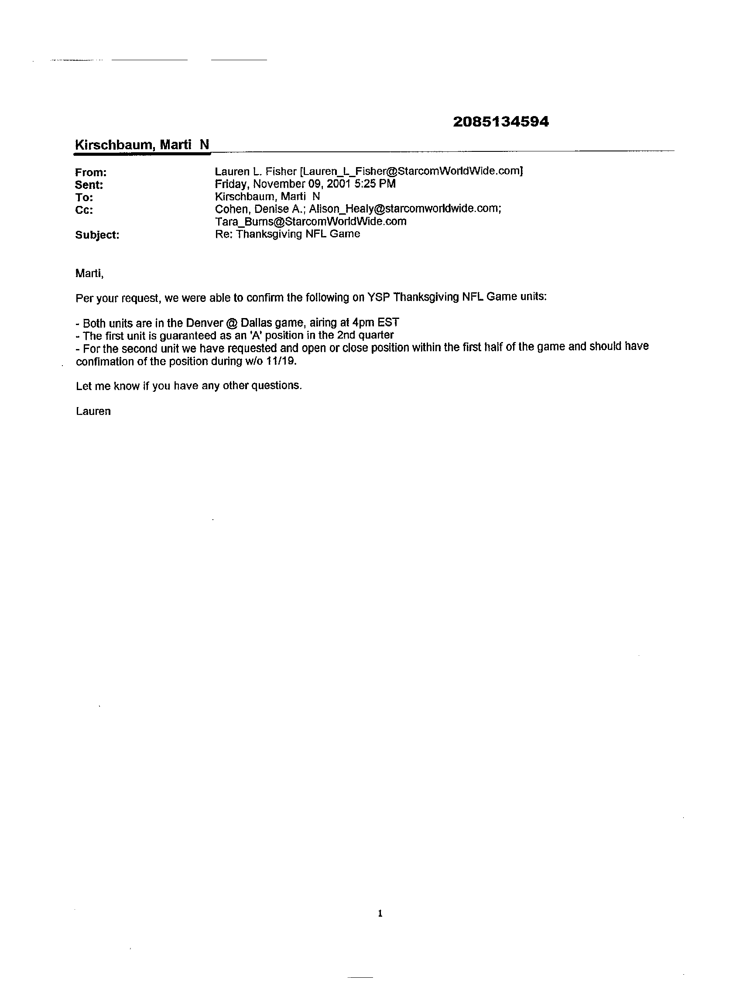 2085134594
Kirschbaum, Marti N
From: Lauren L. Fisher [Lauren_L_Fisher@StarcomWorldWide.com]
Sent: Friday, November 09, 2001 5:25 PM
To: Kirschbaum, Marti N
Cc: Cohen, Denise A.; Alison_Healy@starcomworldwide.com;
Tara_Burns@StarcomWorldWide.com
Subject: Re: Thanksgiving NFL Game
Marti,
Per your request, we were able to confirm the following on YSP Thanksgiving NFL Game units:
- Both units are in the Denver @ Dallas game, airing at 4pm EST
- The first unit is guaranteed as an 'A' position in the 2nd quarter
- For the second unit we have requested and open or close position within the first half of the game and should have
confimation of the position during w/o 11/19.
Let me know if you have any other questions.
Lauren
1